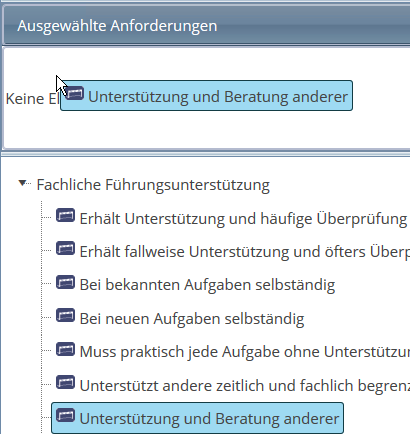 Ausgewählte Anforderungen
Keine El
Unterstützung und Beratung anderer
Fachliche Führungsunterstützung
Erhält Unterstützung und häufige Überprüfung
Erhält fallweise Unterstützung und öfters Überp
Bei bekannten Aufgaben selbständig
Bei neuen Aufgaben selbständig
Muss praktisch jede Aufgabe ohne Unterstützu
Unterstützt andere zeitlich und fachlich begrenz
Unterstützung und Beratung anderer